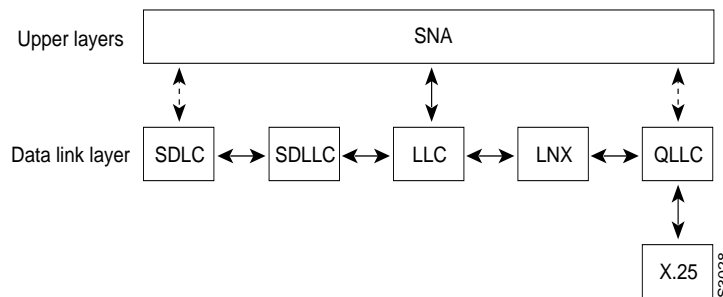 Upper layers
SNA
Data link layer
SDLC
SDLLC
LLC
LNX
QLLC
X.25